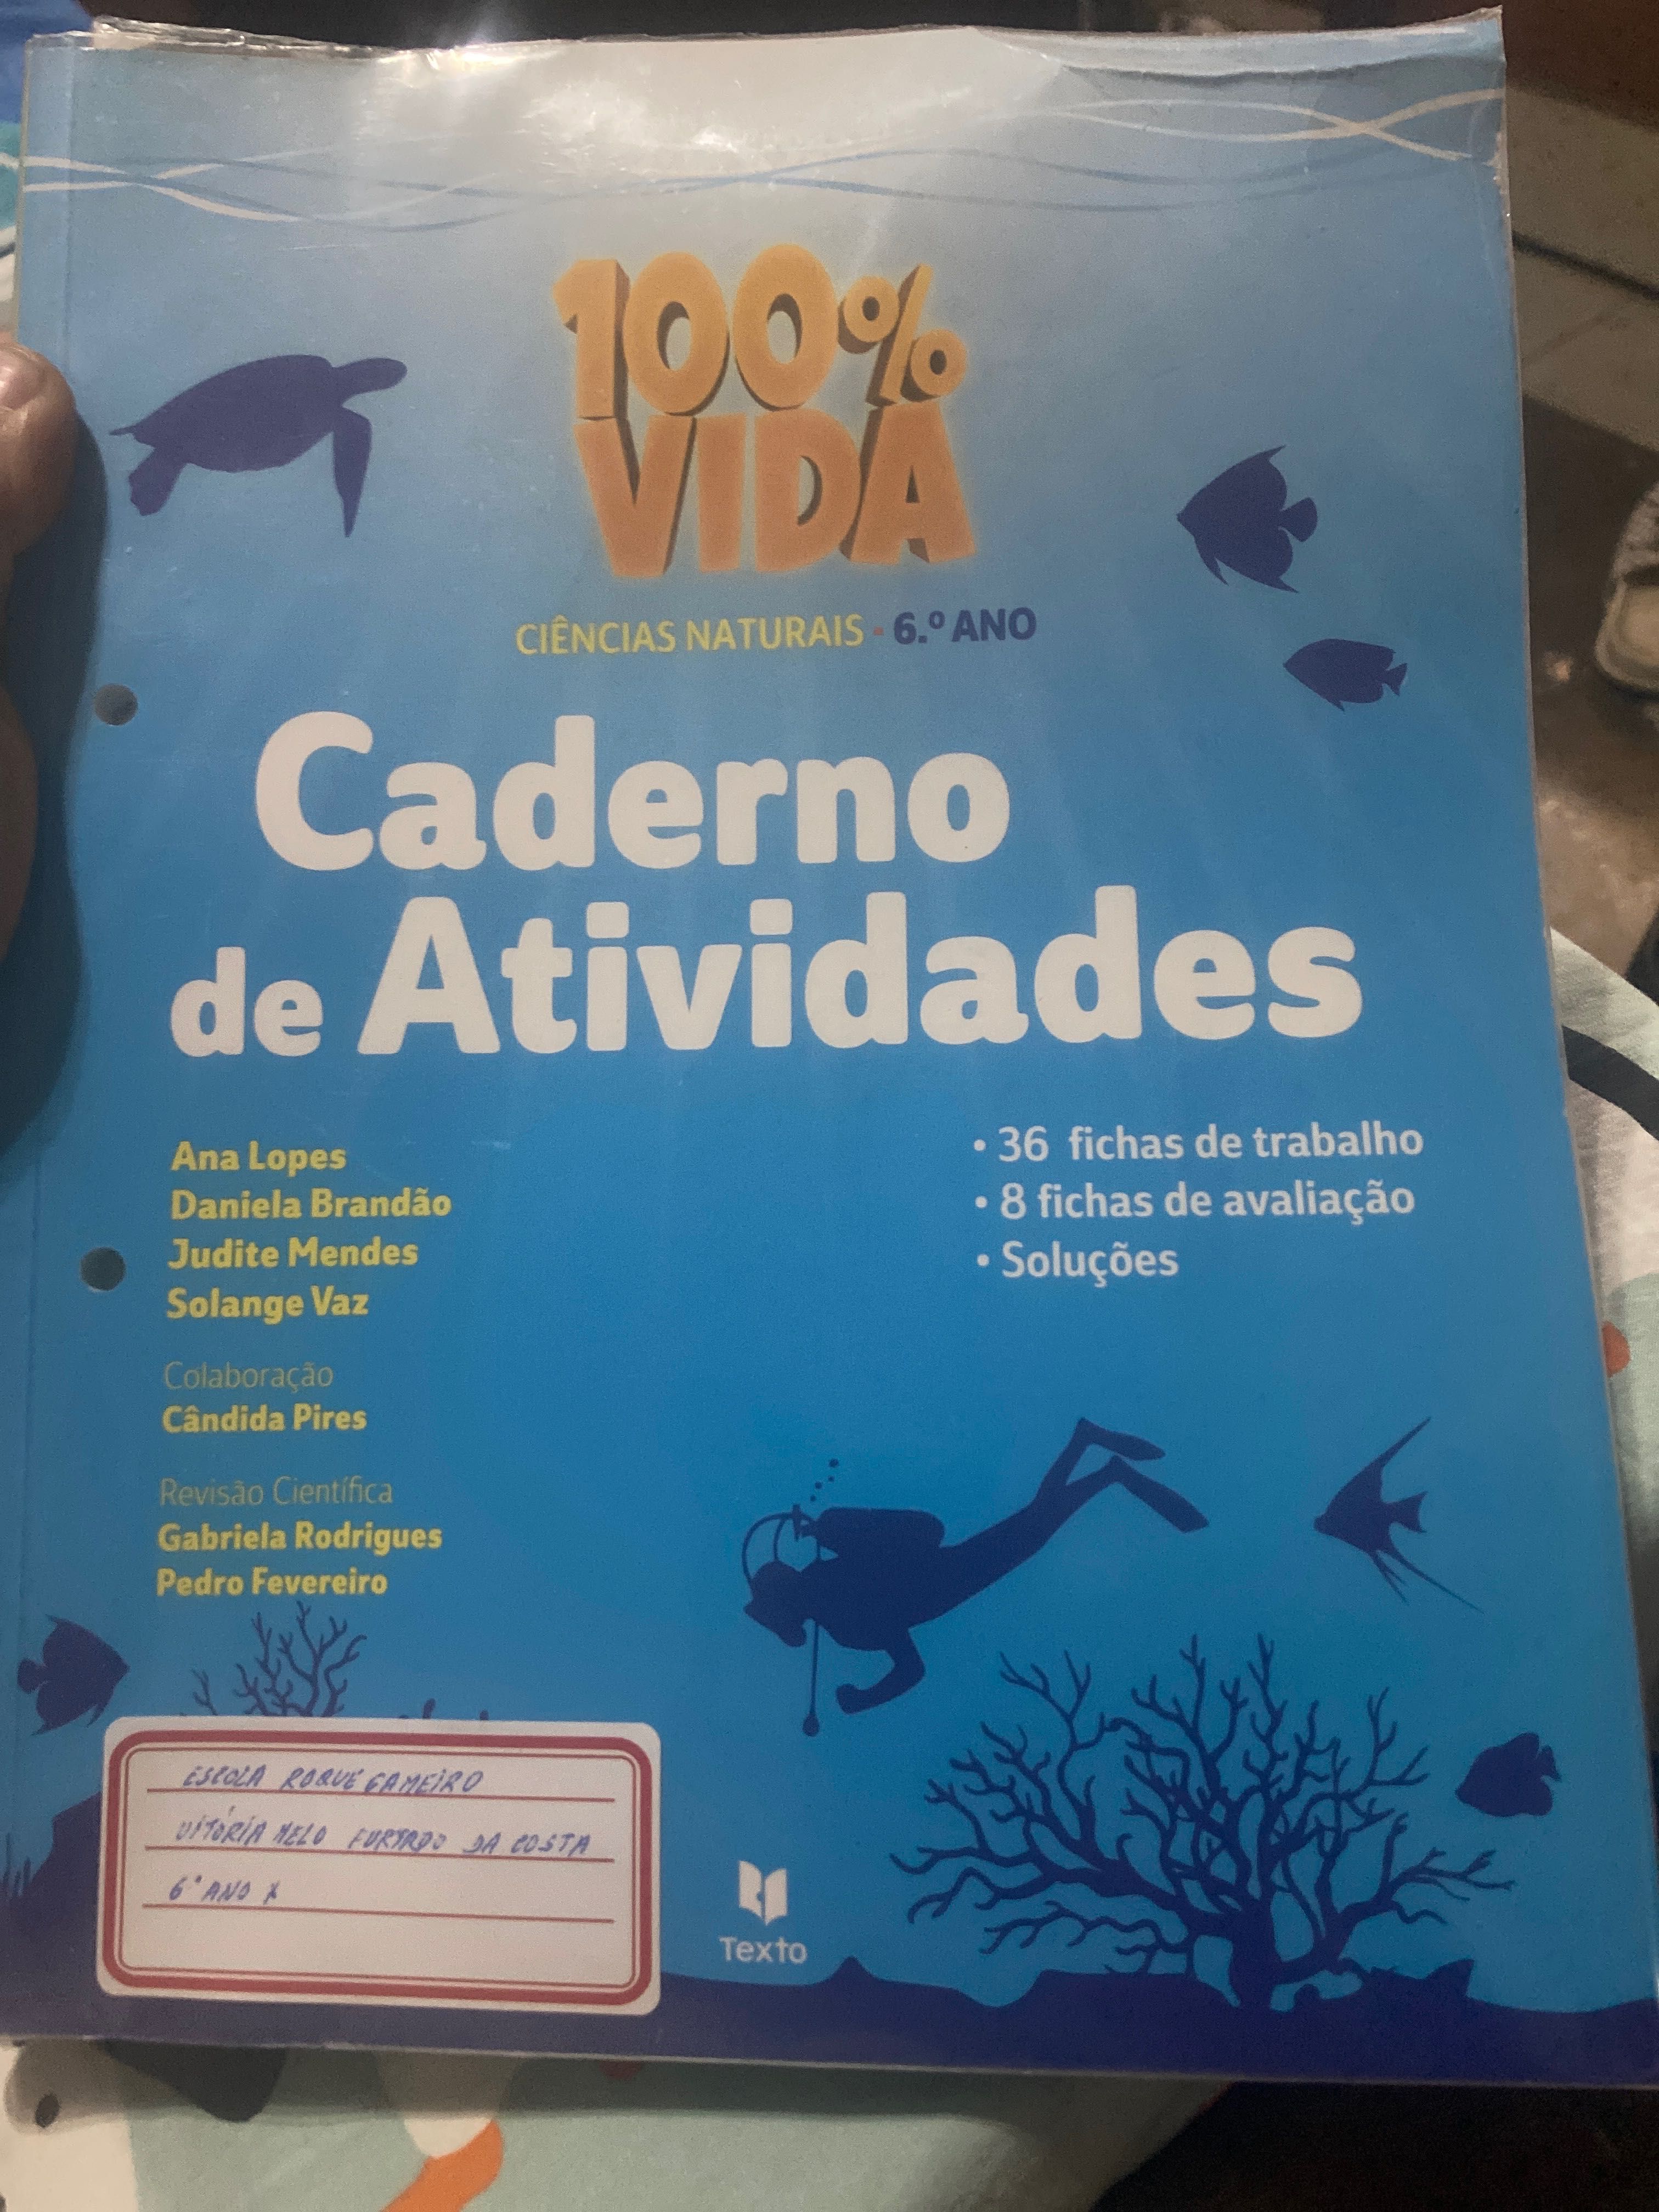 100%
VIDA
CIÊNCIAS NATURAIS · 6.º ANO
Caderno
de Atividades
Ana Lopes
Daniela Brandão
Judite Mendes
Solange Vaz
Colaboração
Cândida Pires
Revisão Científica
Gabriela Rodrigues
Pedro Fevereiro
• 36 fichas de trabalho
• 8 fichas de avaliação
• Soluções
ESCOLA ROQUE GAMEIRO
VITÓRIA MELO FURTADO DA COSTA
6º ANO X
Texto